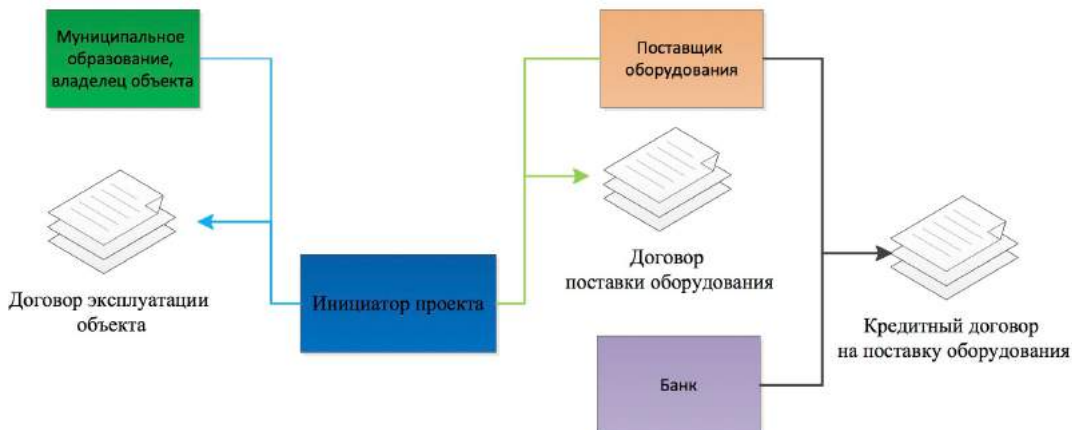 Муниципальное
образование,
владелец объекта
Поставщик
оборудования
Договор эксплуатации
объекта
Инициатор проекта
Договор
поставки оборудования
Банк
Кредитный договор
на поставку оборудования